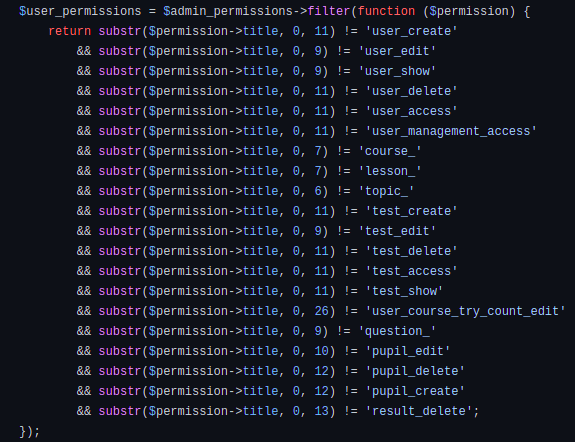 $user_permissions = $admin_permissions->filter(function ($permission) {
    return substr($permission->title, 0, 11) != 'user_create'
        && substr($permission->title, 0, 9) != 'user_edit'
        && substr($permission->title, 0, 9) != 'user_show'
        && substr($permission->title, 0, 11) != 'user_delete'
        && substr($permission->title, 0, 11) != 'user_access'
        && substr($permission->title, 0, 11) != 'user_management_access'
        && substr($permission->title, 0, 7) != 'course_'
        && substr($permission->title, 0, 7) != 'lesson_'
        && substr($permission->title, 0, 6) != 'topic_'
        && substr($permission->title, 0, 11) != 'test_create'
        && substr($permission->title, 0, 9) != 'test_edit'
        && substr($permission->title, 0, 11) != 'test_delete'
        && substr($permission->title, 0, 11) != 'test_access'
        && substr($permission->title, 0, 11) != 'test_show'
        && substr($permission->title, 0, 26) != 'user_course_try_count_edit'
        && substr($permission->title, 0, 9) != 'question_'
        && substr($permission->title, 0, 10) != 'pupil_edit'
        && substr($permission->title, 0, 12) != 'pupil_delete'
        && substr($permission->title, 0, 12) != 'pupil_create'
        && substr($permission->title, 0, 13) != 'result_delete';
});